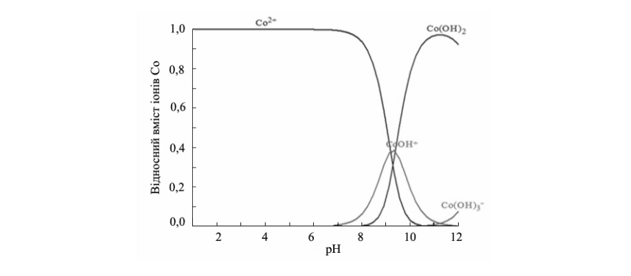 Co²⁺
Co(OH)₂
1,0
0,8
0,6
0,4
0,2
0,0
CoOH⁺
Co(OH)₃⁻
2 4 6 8 10 12
pH
Відносний вміст іонів Co